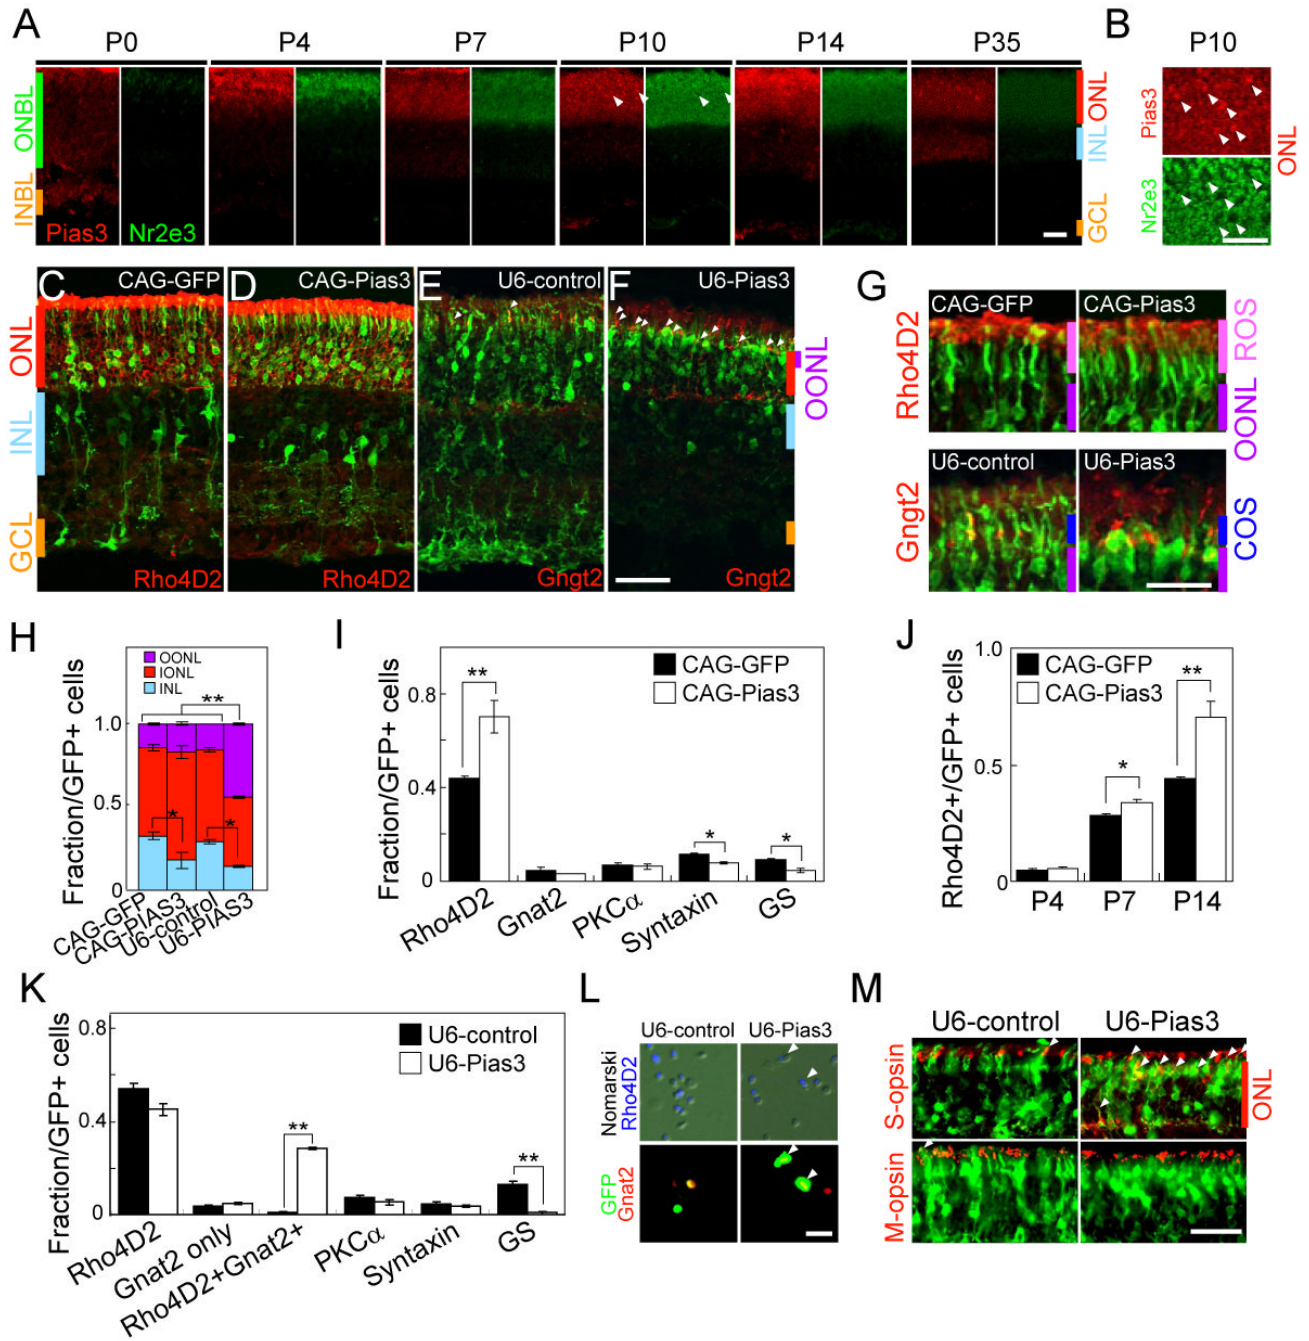 A
P0 P4 P7 P10 P14 P35
ONBL
INBL
Pias3 Nr2e3
ONL
INL
GCL
B
P10
Pias3
Nr2e3
ONL
C CAG-GFP
D CAG-Pias3
E U6-control
F U6-Pias3
ONL
INL
GCL
Rho4D2
Rho4D2
Gngt2
Gngt2
OONL
G
CAG-GFP CAG-Pias3
Rho4D2
ROS
OONL
U6-control U6-Pias3
Gngt2
COS
H
OONL
IONL
INL
Fraction/GFP+ cells
1.0
0.5
0
**
*
*
CAG-GFP
CAG-PIAS3
U6-control
U6-PIAS3
I
CAG-GFP
CAG-Pias3
Fraction/GFP+ cells
0.8
0.4
0
**
*
*
Rho4D2
Gnat2
PKCα
Syntaxin
GS
J
CAG-GFP
CAG-Pias3
Rho4D2+/GFP+ cells
1.0
0.5
0
*
**
P4 P7 P14
K
U6-control
U6-Pias3
Fraction/GFP+ cells
0.8
0.4
0
**
**
Rho4D2
Gnat2 only
Rho4D2+Gnat2+
PKCα
Syntaxin
GS
L
U6-control U6-Pias3
Nomarski
Rho4D2
GFP
Gnat2
M
U6-control U6-Pias3
S-opsin
M-opsin
ONL